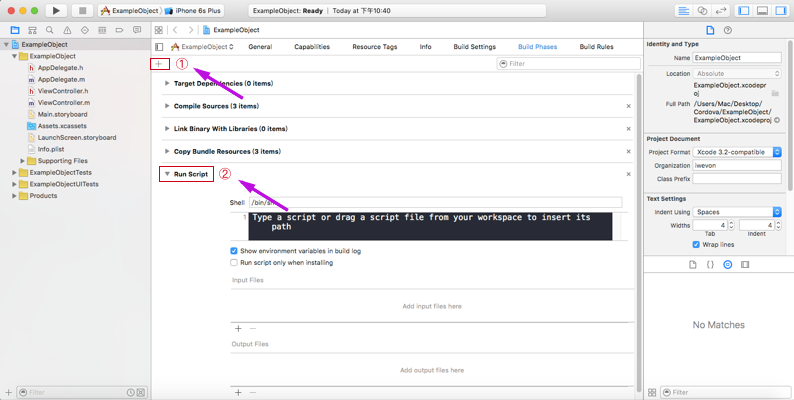 ExampleObject
iPhone 6s Plus
ExampleObject: Ready
Today at 下午10:40
ExampleObject
ExampleObject
AppDelegate.h
AppDelegate.m
ViewController.h
ViewController.m
Main.storyboard
Assets.xcassets
LaunchScreen.storyboard
Info.plist
Supporting Files
ExampleObjectTests
ExampleObjectUITests
Products
Filter
ExampleObject
ExampleObject
General
Capabilities
Resource Tags
Info
Build Settings
Build Phases
Build Rules
+
①
Filter
Target Dependencies (0 items)
Compile Sources (3 items)
Link Binary With Libraries (0 items)
Copy Bundle Resources (3 items)
Run Script
②
Shell
/bin/sh
1
Type a script or drag a script file from your workspace to insert its
path
Show environment variables in build log
Run script only when installing
Input Files
Add input files here
+ −
Output Files
Add output files here
+ −
Identity and Type
Name ExampleObject
Location Absolute
ExampleObject.xcodeproj
Full Path /Users/Mac/Desktop/
Cordova/ExampleObject/
ExampleObject.xcodeproj
Project Document
Project Format Xcode 3.2-compatible
Organization iwevon
Class Prefix
Text Settings
Indent Using Spaces
Widths 4 4
Tab Indent
Wrap lines
No Matches
Filter